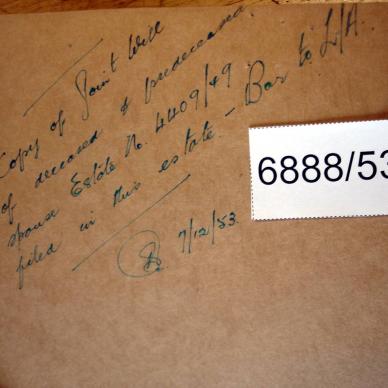 Copy of Joint Will
of deceased & predeceased
spouse Estate No. 4409/49
filed in this estate - Bar to L/A.
7/12/53
6888/53